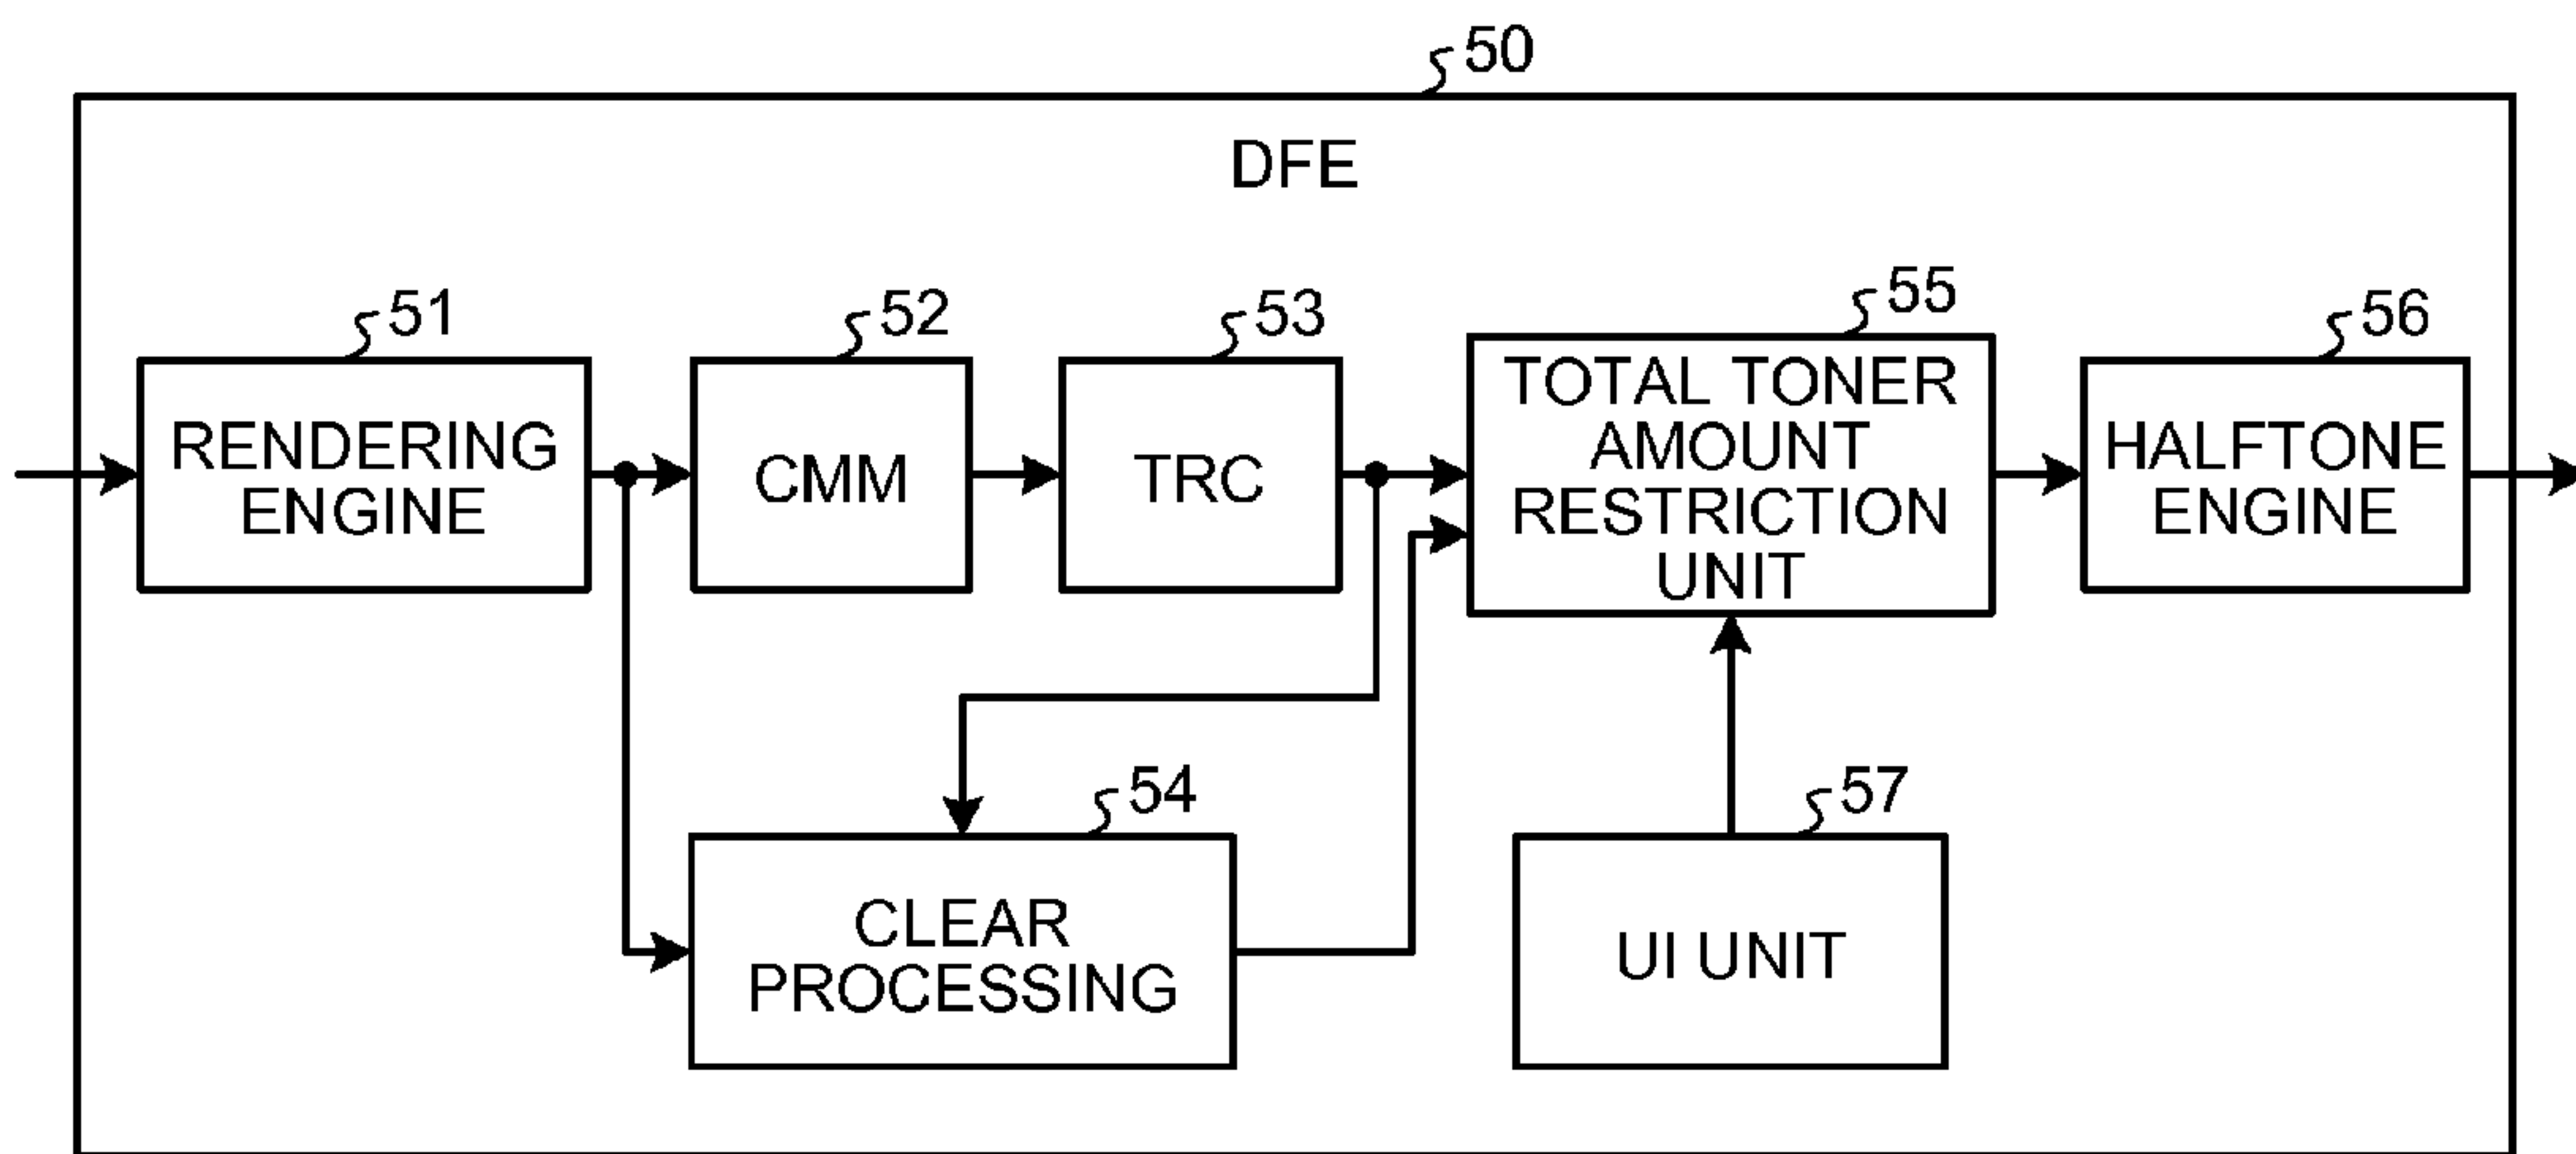 50
DFE
51
52
53
55
56
RENDERING
ENGINE
CMM
TRC
TOTAL TONER
AMOUNT
RESTRICTION
UNIT
HALFTONE
ENGINE
54
57
CLEAR
PROCESSING
UI UNIT